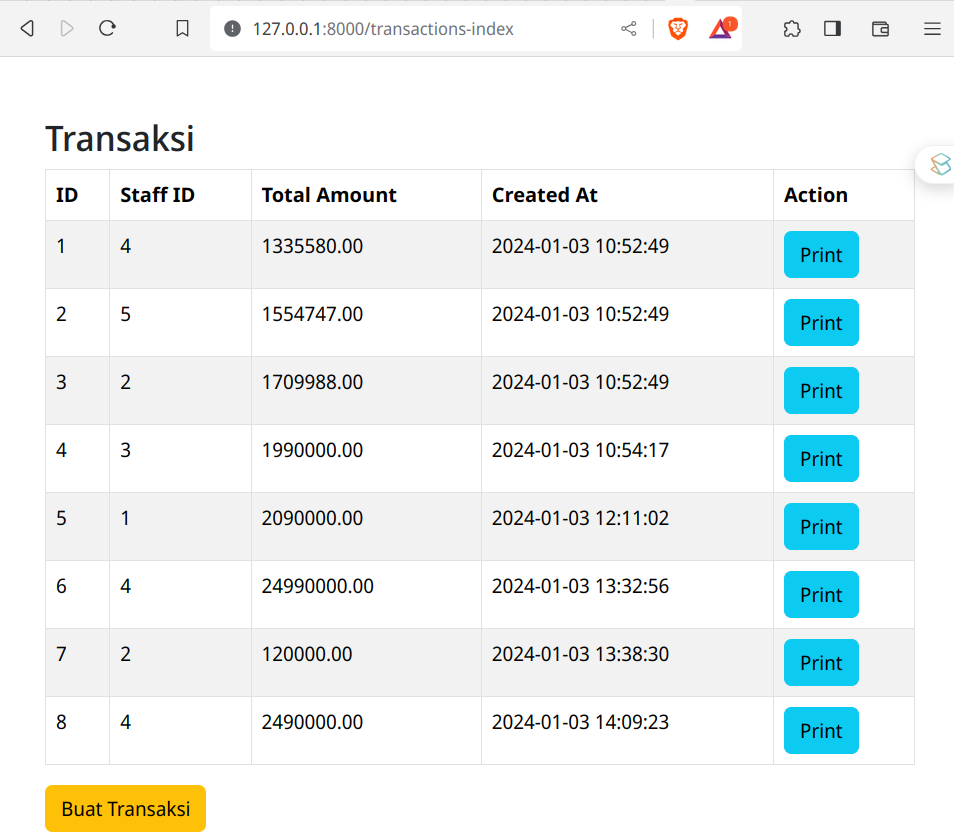 127.0.0.1:8000/transactions-index
1
Transaksi
ID Staff ID Total Amount Created At Action
1 4 1335580.00 2024-01-03 10:52:49 Print
2 5 1554747.00 2024-01-03 10:52:49 Print
3 2 1709988.00 2024-01-03 10:52:49 Print
4 3 1990000.00 2024-01-03 10:54:17 Print
5 1 2090000.00 2024-01-03 12:11:02 Print
6 4 24990000.00 2024-01-03 13:32:56 Print
7 2 120000.00 2024-01-03 13:38:30 Print
8 4 2490000.00 2024-01-03 14:09:23 Print
Buat Transaksi